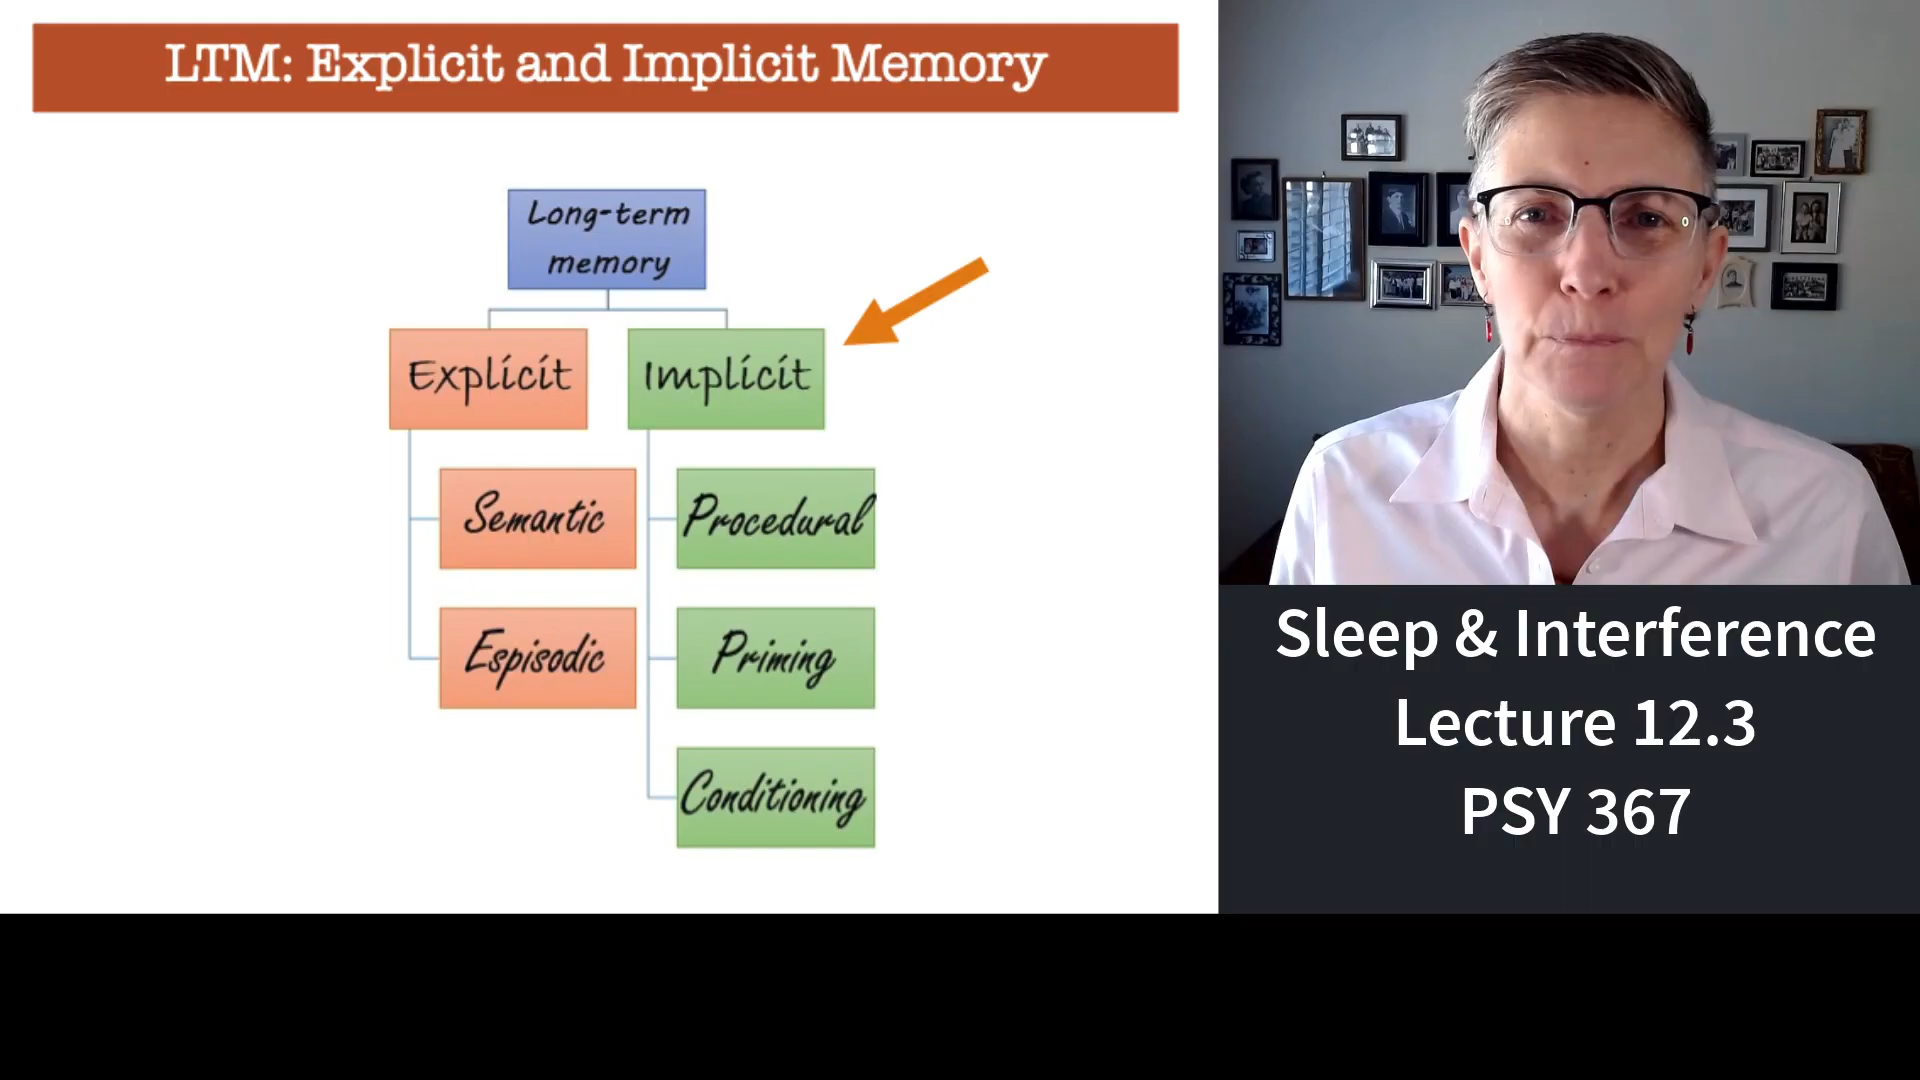 LTM: Explicit and Implicit Memory
Long-term
memory
Explicit
Implicit
Semantic
Procedural
Espisodic
Priming
Conditioning
Sleep & Interference
Lecture 12.3
PSY 367